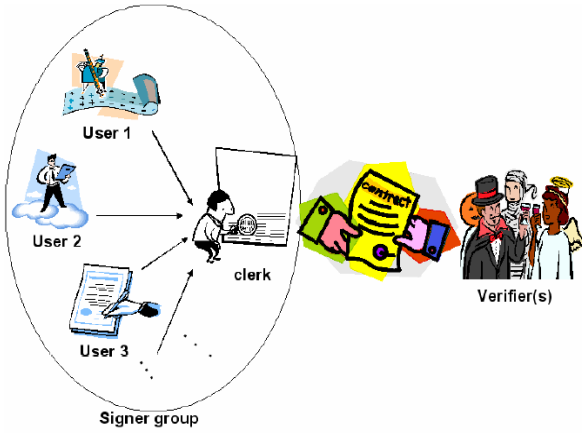 User 1
User 2
User 3
clerk
Signer group
contract
Verifier(s)